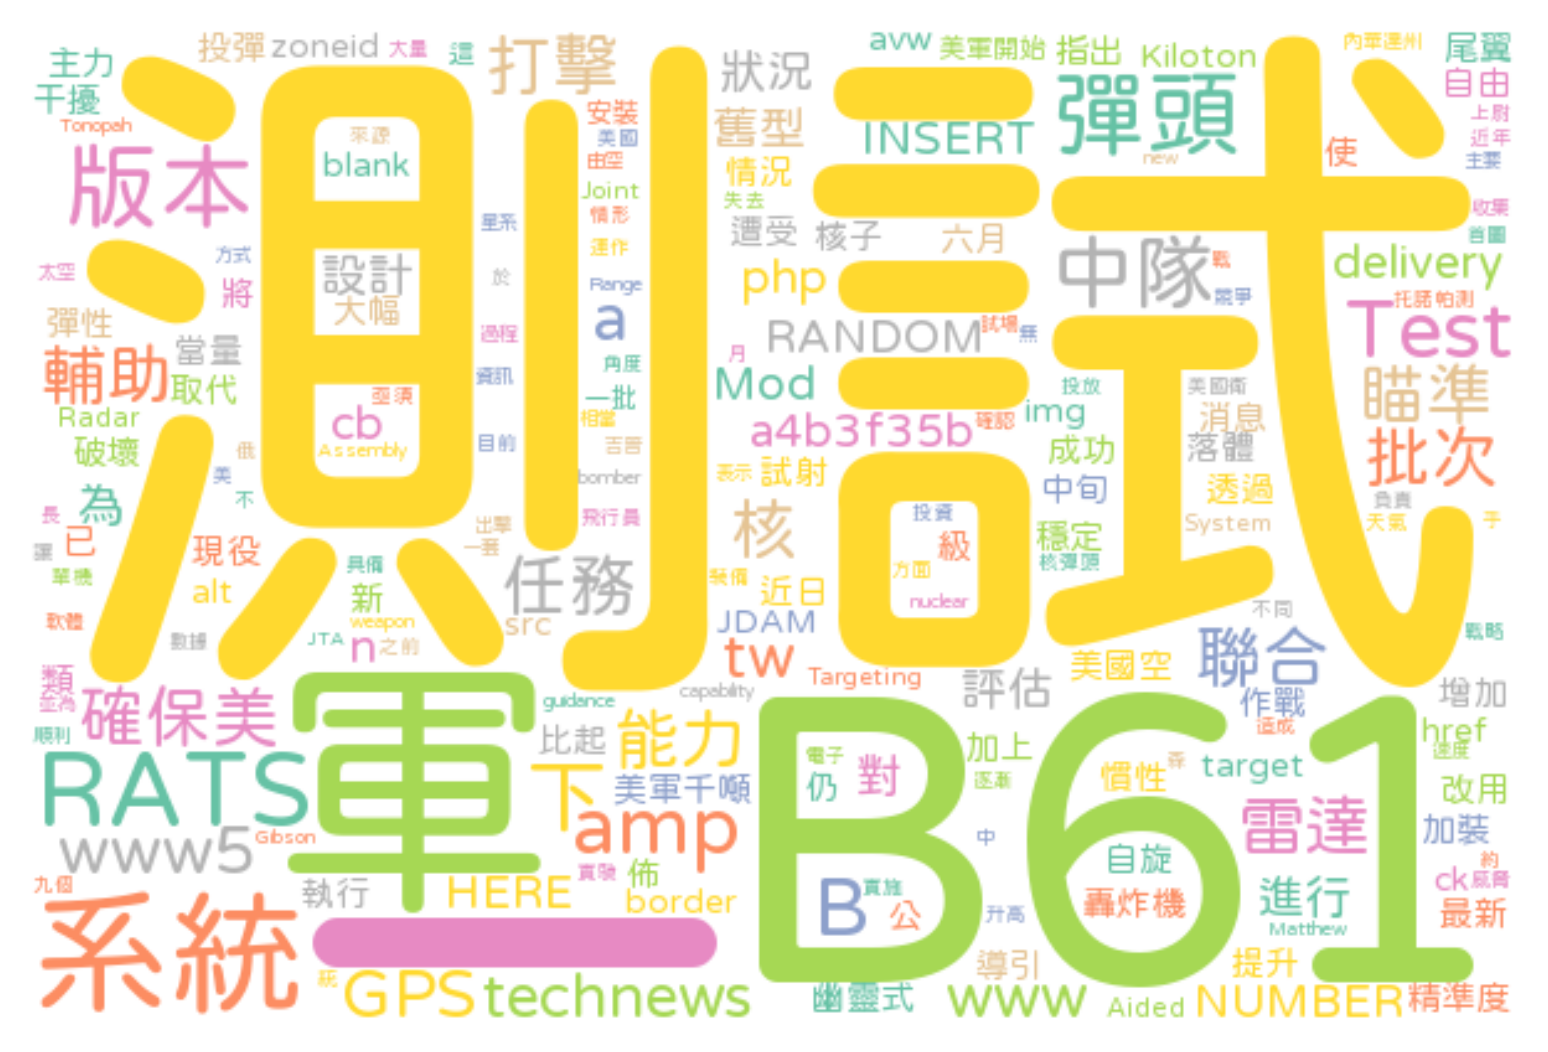 投彈
zoneid
大量
這
打擊
狀況
avw
美軍開始
指出
Kiloton
內華達州
尾翼
主力
干擾
Tonopah
版本
來源
blank
測試
安裝
美國
由空
Joint
情形
舊型
情況
失去
INSERT
彈頭
new
使
自由
上尉
近年
主要
收集
首圖
方式
太空
將
彈性
設計
大幅
星系
於
運作
Range
遭受
核子
六月
php
中隊
戰
競爭
delivery
托諾帕測
Test
輔助
當量
取代
過程
a
角度
資訊
一批
月
RANDOM
試場
無
Mod
投放
美國衛
瞄準
Radar
破壞
亟須
cb
Assembly
相當
目前
吉普
bomber
a4b3f35b
確認
img
消息
成功
落體
批次
俄
美
不
為
長
已
讓
單機
現役
alt
出擊
一套
飛行員
表示
試射
核
中旬
透過
System
負責
天氣
乎
穩定
核彈頭
投資
級
方面
nuclear
具備
新
weapon
任務
裝備
近日
JDAM
不同
軟體
數據
JTA
n
之前
src
tw
Targeting
聯合
戰略
類
並為
確保美
順利
guidance
capability
評估
美國空
作戰
造成
增加
href
速度
軍
B61
比起
能力
電子
仍
對
加上
逐漸
慣性
森
target
改用
RATS
下
美軍千噸
amp
www5
Gibson
中
自旋
雷達
加裝
約
九個
執行
HERE
實發
佈
border
B
實施
公
升高
轟炸機
進行
Matthew
ck
威脅
最新
系統
統
GPS
technews
導引
幽靈式
www
Aided
提升
NUMBER
精準度